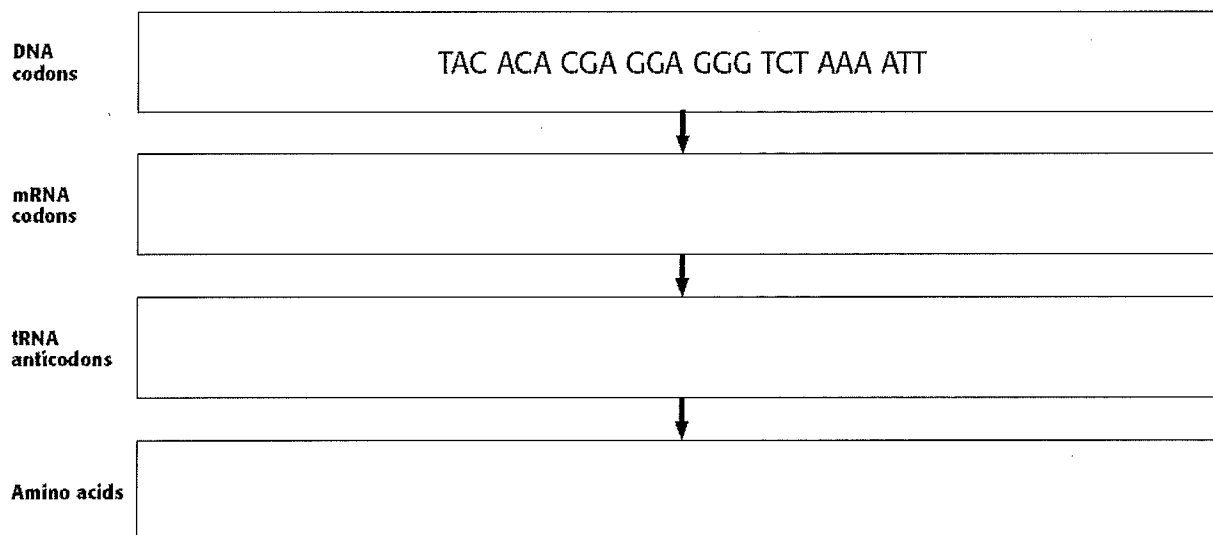 DNA
codons
TAC ACA CGA GGA GGG TCT AAA ATT
mRNA
codons
tRNA
anticodons
Amino acids